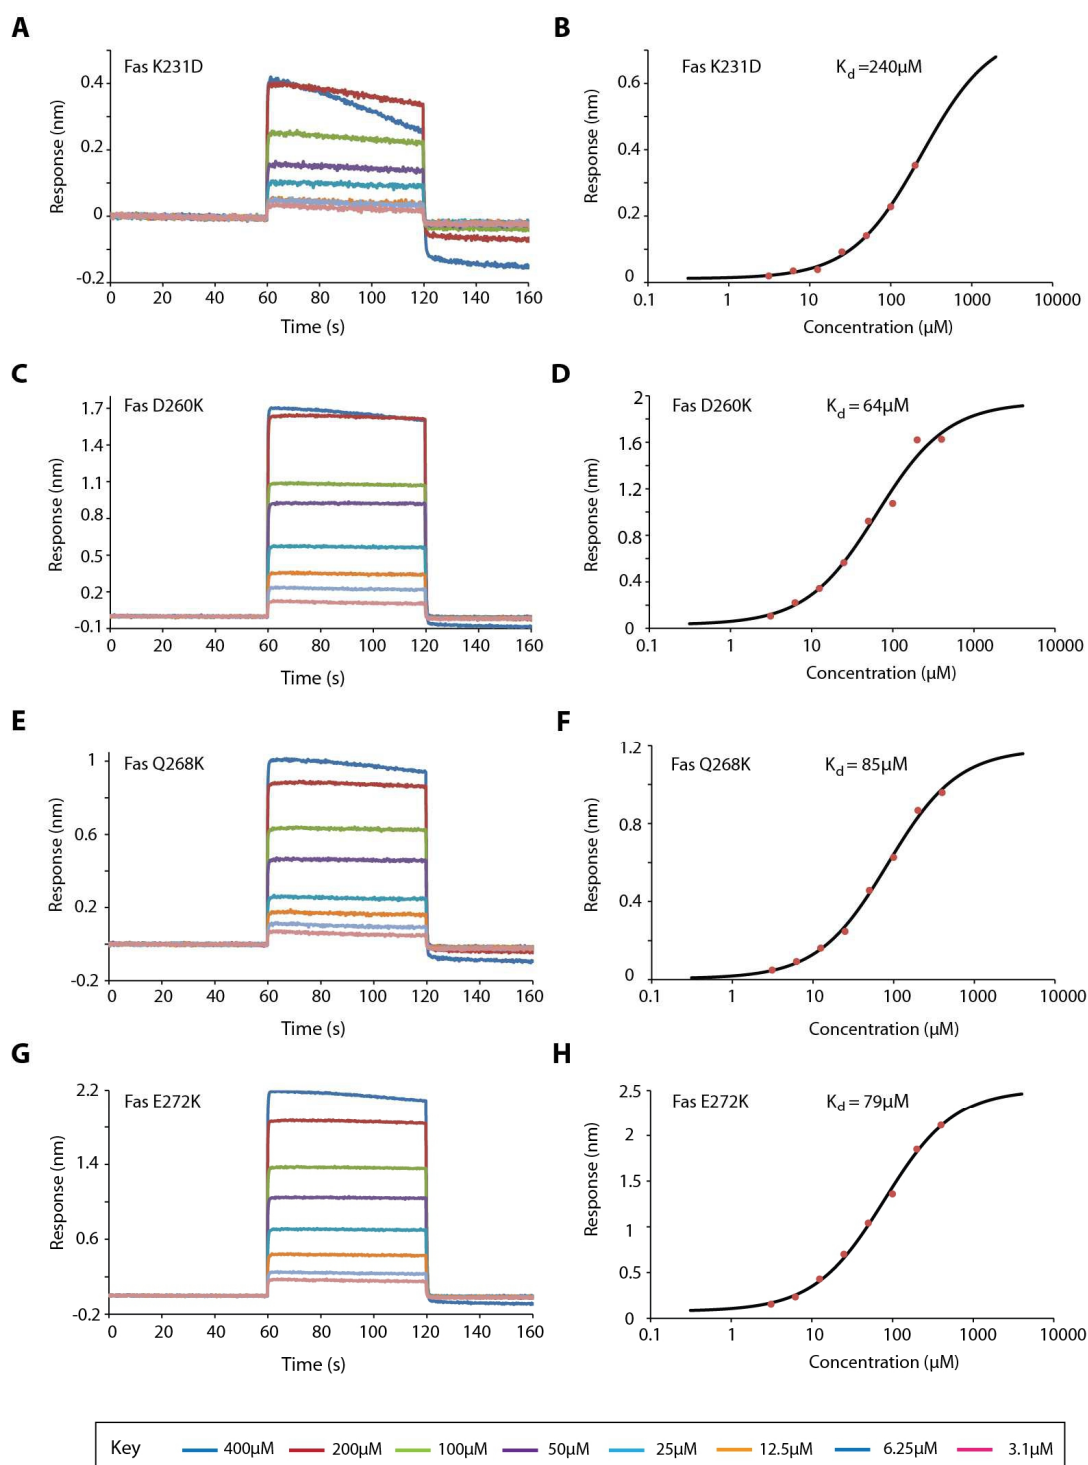 A
Fas K231D
Response (nm)
0.4
0.2
0
-0.2
0 20 40 60 80 100 120 140 160
Time (s)
B
Fas K231D
Kd =240µM
Response (nm)
0.6
0.4
0.2
0
0.1 1 10 100 1000 10000
Concentration (µM)
C
Fas D260K
Response (nm)
1.7
1.4
1.1
0.8
0.5
0.2
-0.1
0 20 40 60 80 100 120 140 160
Time (s)
D
Fas D260K
Kd = 64µM
Response (nm)
2
1.6
1.2
0.8
0.4
0
0.1 1 10 100 1000 10000
Concentration (µM)
E
Fas Q268K
Response (nm)
1
0.6
0.2
-0.2
0 20 40 60 80 100 120 140 160
Time (s)
F
Fas Q268K
Kd = 85µM
Response (nm)
1.2
0.8
0.4
0
0.1 1 10 100 1000 10000
Concentration (µM)
G
Fas E272K
Response (nm)
2.2
1.4
0.6
-0.2
0 20 40 60 80 100 120 140 160
Time (s)
H
Fas E272K
Kd = 79µM
Response (nm)
2.5
2
1.5
1
0.5
0
0.1 1 10 100 1000 10000
Concentration (µM)
Key 400µM 200µM 100µM 50µM 25µM 12.5µM 6.25µM 3.1µM